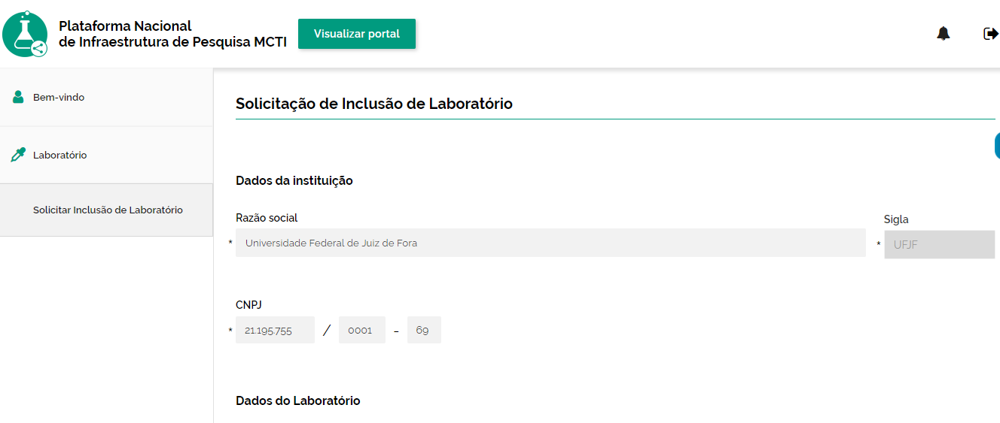 Plataforma Nacional
de Infraestrutura de Pesquisa MCTI
Visualizar portal
Bem-vindo
Laboratório
Solicitar Inclusão de Laboratório
Solicitação de Inclusão de Laboratório
Dados da instituição
Razão social
Sigla
* Universidade Federal de Juiz de Fora
* UFJF
CNPJ
* 21.195.755 / 0001 - 69
Dados do Laboratório